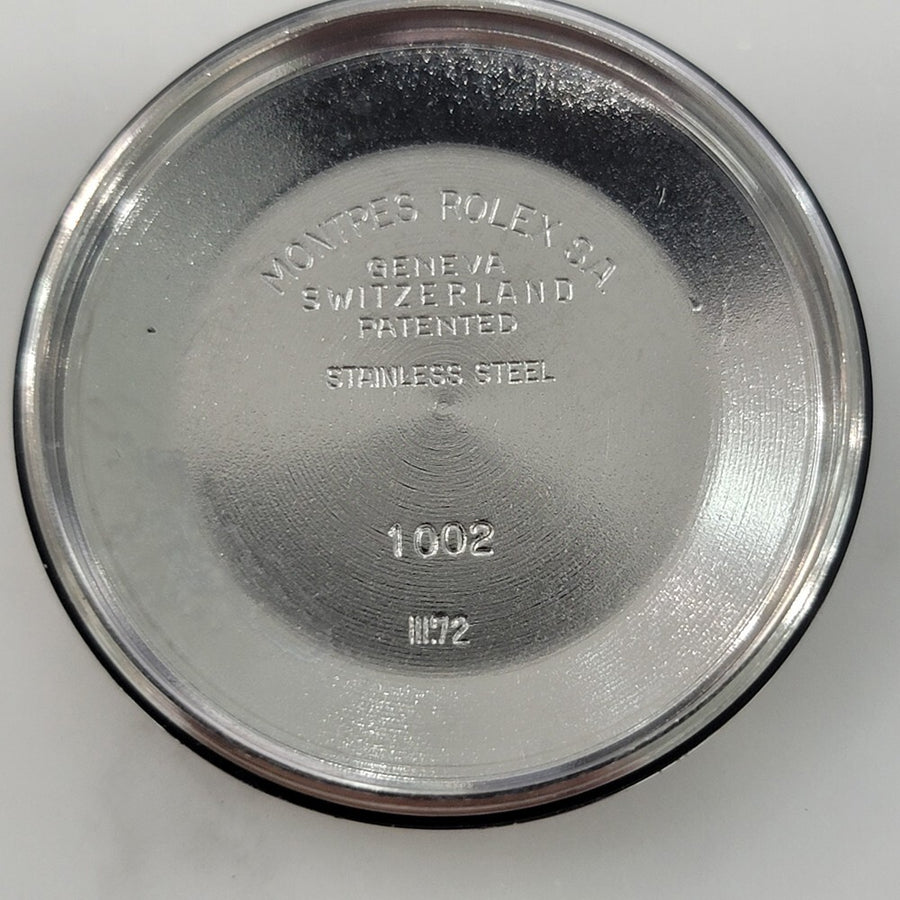 MONTRES ROLEX S.A
GENEVA
SWITZERLAND
PATENTED
STAINLESS STEEL
1002
III.72